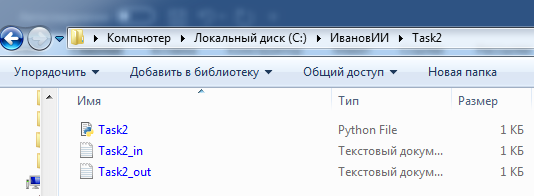 Компьютер Локальный диск (C:) ИвановИИ Task2
Упорядочить Добавить в библиотеку Общий доступ Новая папка
Имя Тип Размер
Task2 Python File 1 КБ
Task2_in Текстовый докум... 1 КБ
Task2_out Текстовый докум... 1 КБ